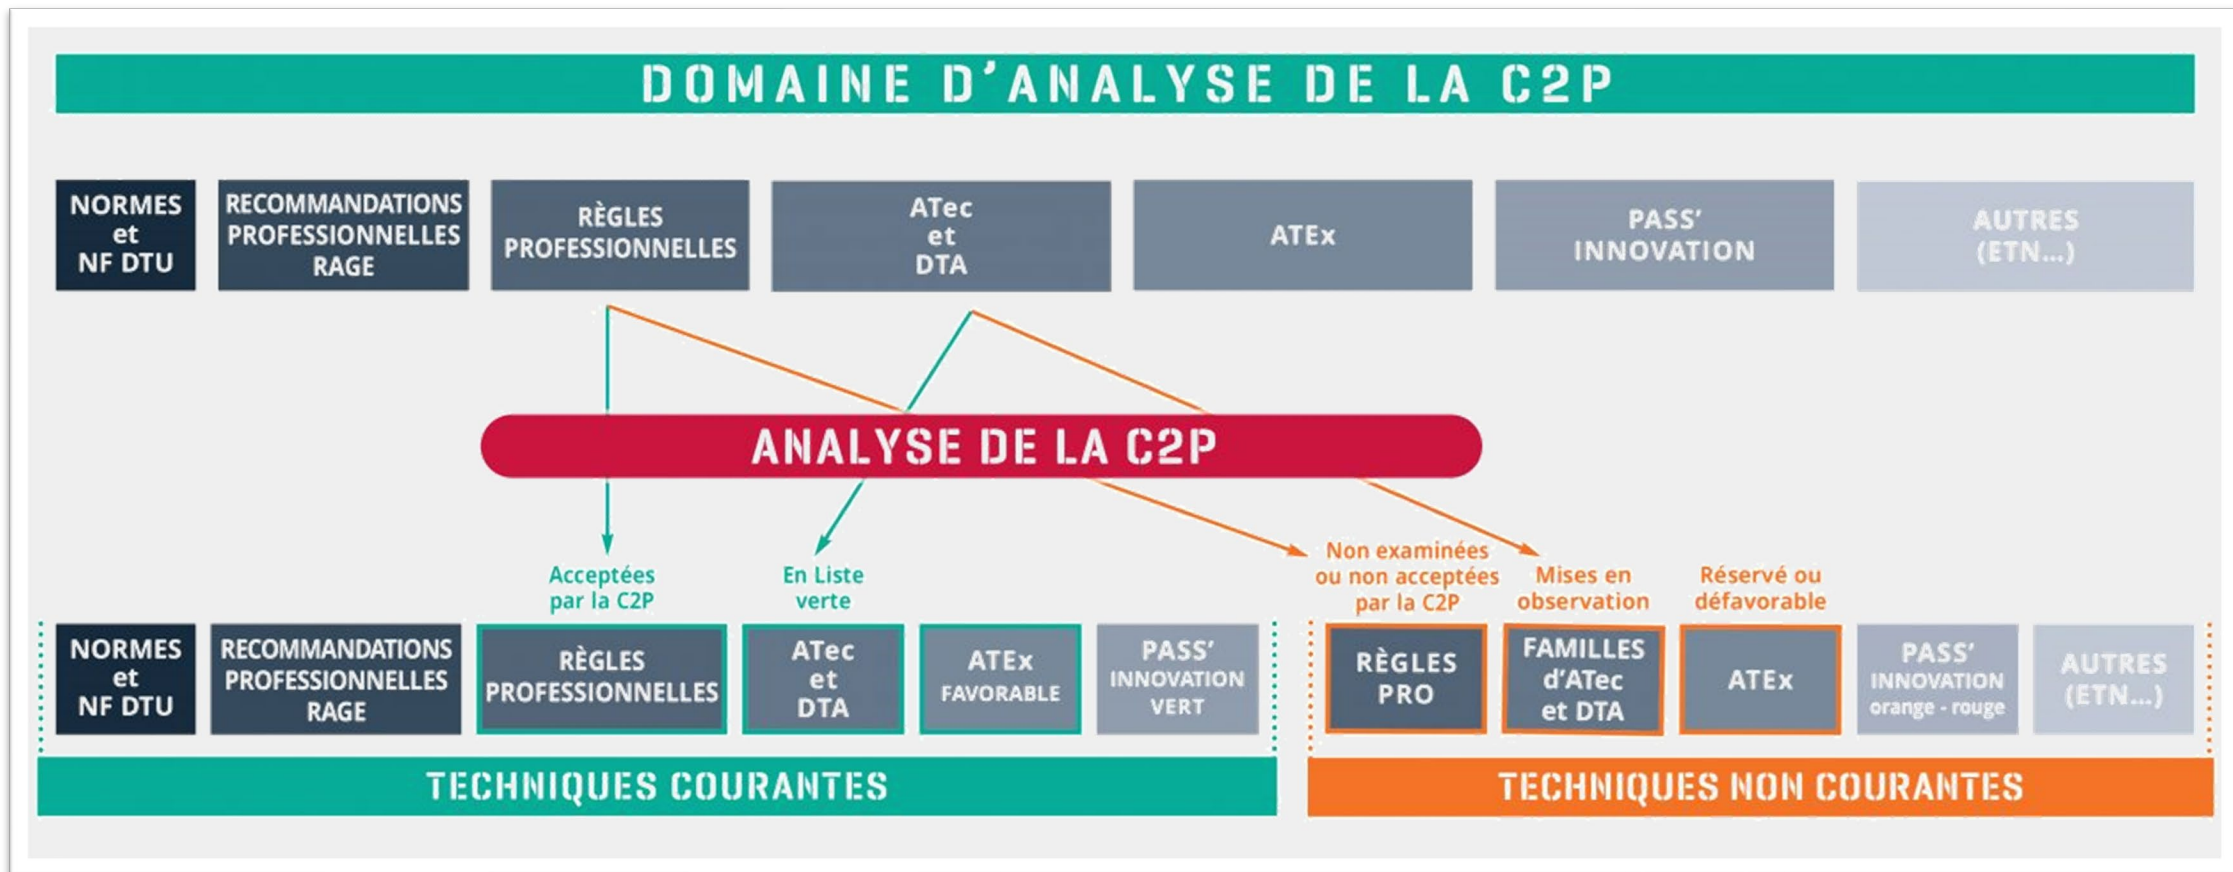 DOMAINE D'ANALYSE DE LA C2P
NORMES
et
NF DTU
RECOMMANDATIONS
PROFESSIONNELLES
RAGE
RÈGLES
PROFESSIONNELLES
ATec
et
DTA
ATEx
PASS'
INNOVATION
AUTRES
(ETN...)
ANALYSE DE LA C2P
Acceptées
par la C2P
En Liste
verte
Non examinées
ou non acceptées
par la C2P
Mises en
observation
Réservé ou
défavorable
NORMES
et
NF DTU
RECOMMANDATIONS
PROFESSIONNELLES
RAGE
RÈGLES
PROFESSIONNELLES
ATec
et
DTA
ATEx
FAVORABLE
PASS'
INNOVATION
VERT
RÈGLES
PRO
FAMILLES
d'ATec
et DTA
ATEx
PASS'
INNOVATION
orange - rouge
AUTRES
(ETN...)
TECHNIQUES COURANTES
TECHNIQUES NON COURANTES